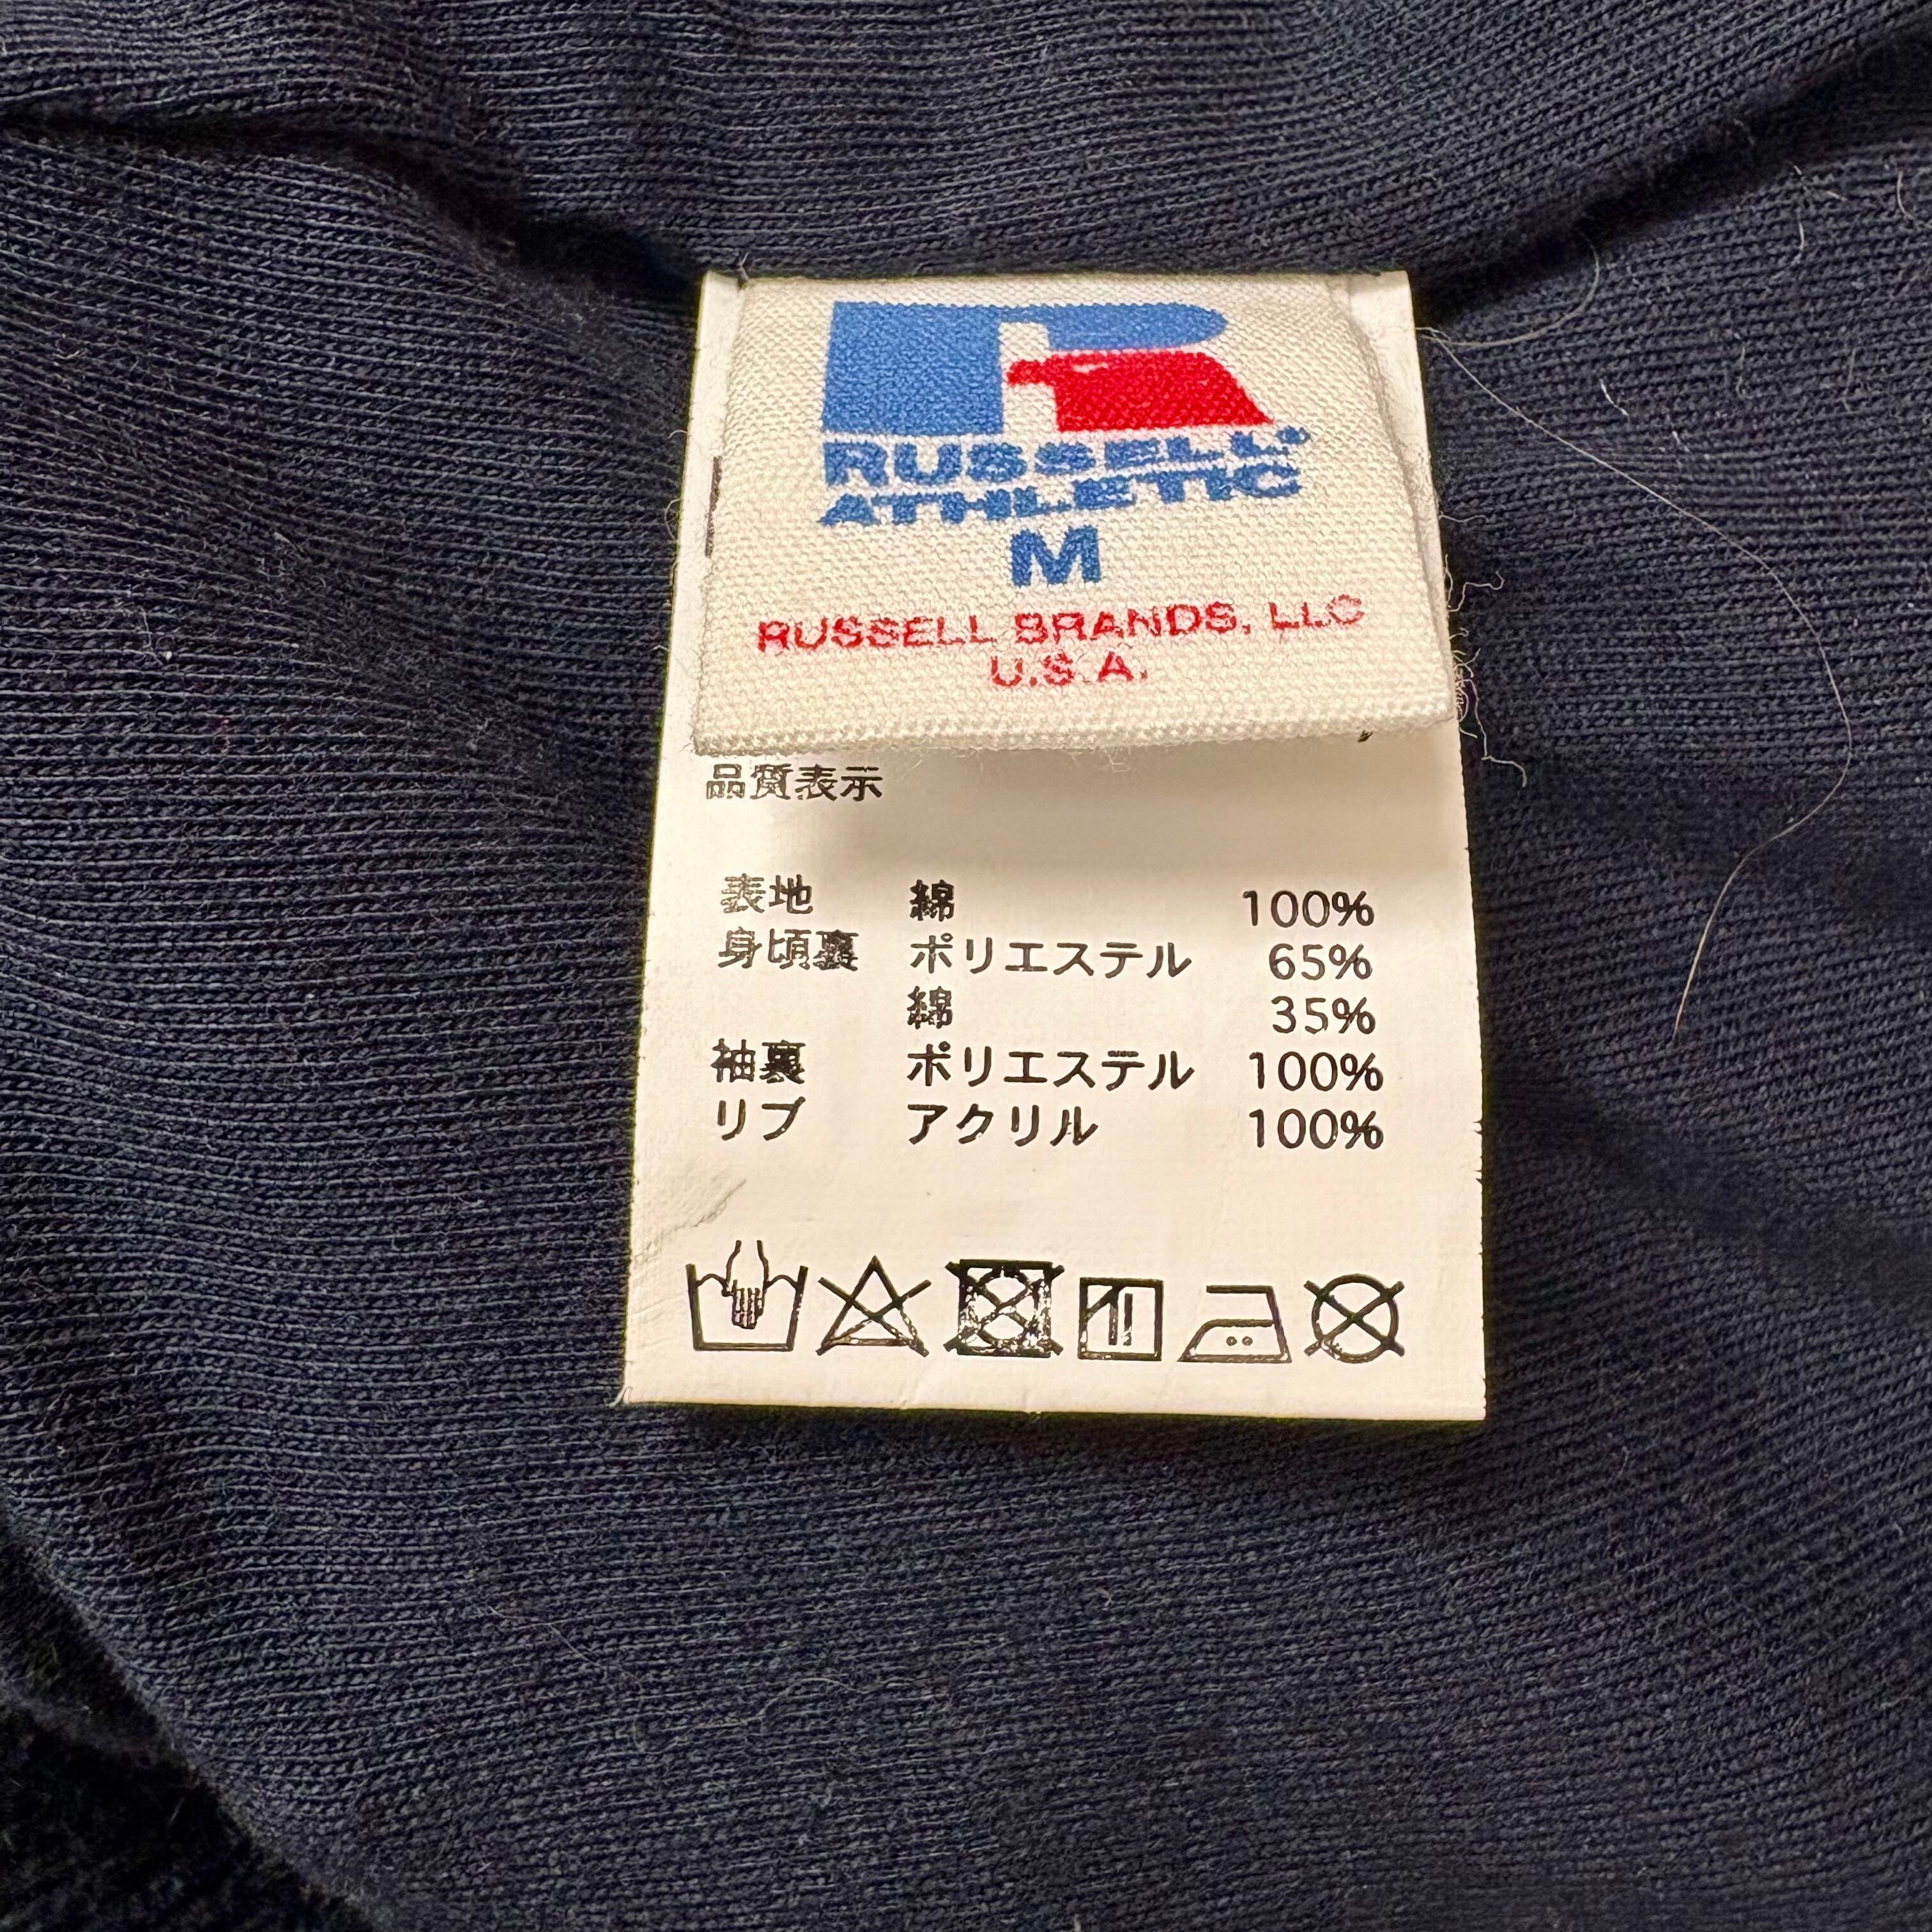 RUSSELL®
ATHLETIC
M
RUSSELL BRANDS, LLC
U.S.A.
品質表示
表地 綿 100%
身頃裏 ポリエステル 65%
綿 35%
袖裏 ポリエステル 100%
リブ アクリル 100%